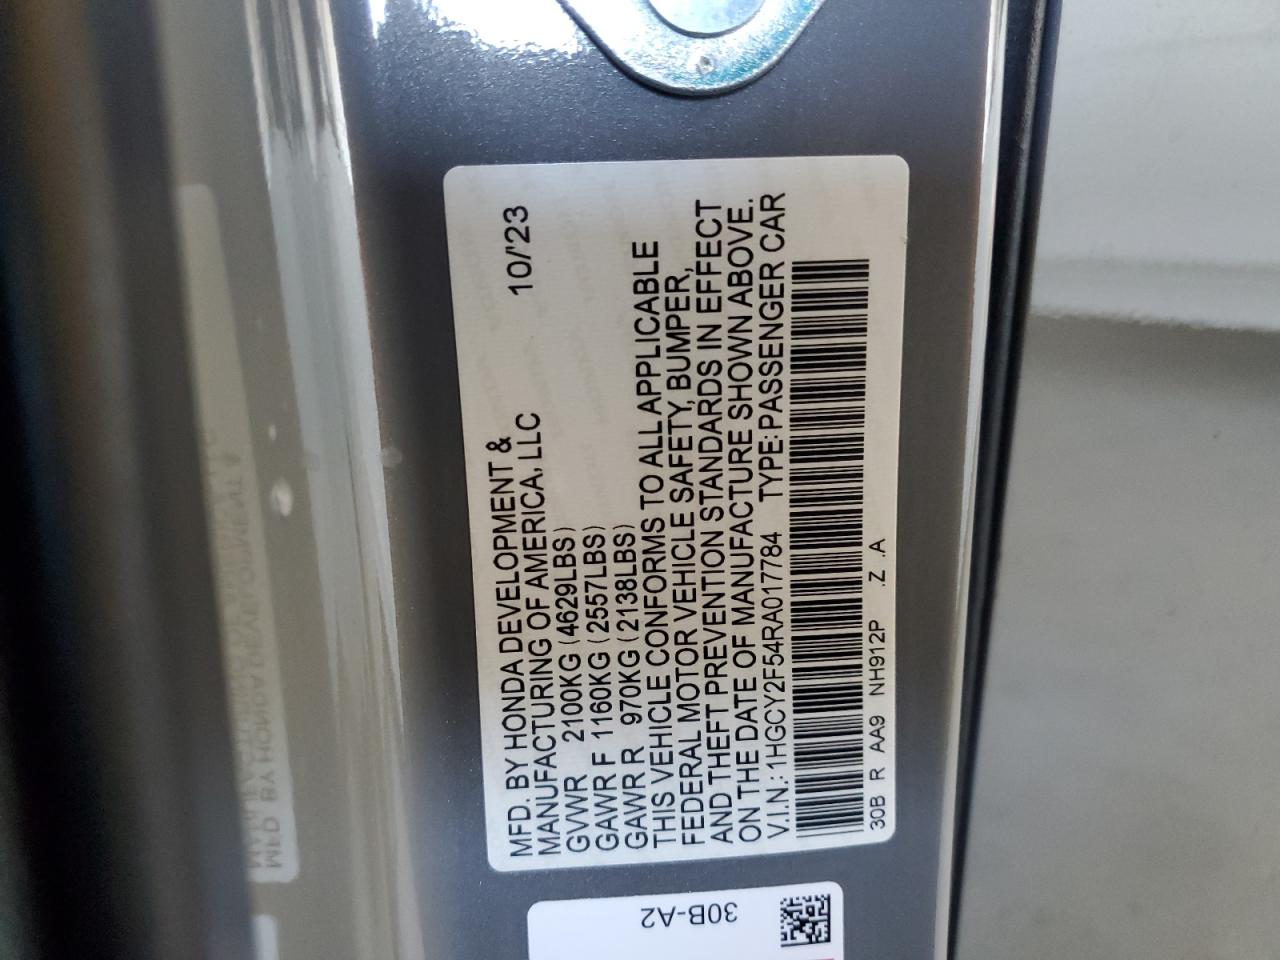 MFD. BY HONDA DEVELOPMENT &
MANUFACTURING OF AMERICA, LLC 10/'23
GVWR 2100KG (4629LBS)
GAWR F 1160KG (2557LBS)
GAWR R 970KG (2138LBS)
THIS VEHICLE CONFORMS TO ALL APPLICABLE
FEDERAL MOTOR VEHICLE SAFETY, BUMPER,
AND THEFT PREVENTION STANDARDS IN EFFECT
ON THE DATE OF MANUFACTURE SHOWN ABOVE.
V.I.N.: 1HGCY2F54RA017784 TYPE: PASSENGER CAR
30B R AA9 NH912P .Z .A
30B-A2